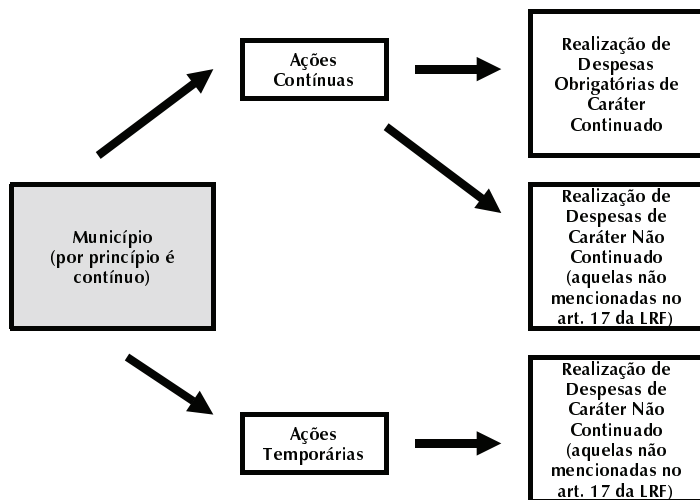 Ações
Contínuas
Realização de
Despesas
Obrigatórias de
Caráter
Continuado
Município
(por princípio é
contínuo)
Realização de
Despesas de
Caráter Não
Continuado
(aquelas não
mencionadas no
art. 17 da LRF)
Ações
Temporárias
Realização de
Despesas de
Caráter Não
Continuado
(aquelas não
mencionadas no
art. 17 da LRF)